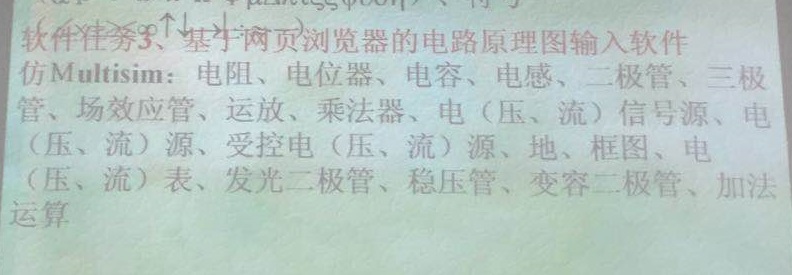 软件任务3、基于网页浏览器的电路原理图输入软件
仿Multisim：电阻、电位器、电容、电感、二极管、三极
管、场效应管、运放、乘法器、电（压、流）信号源、电
（压、流）源、受控电（压、流）源、地、框图、电
（压、流）表、发光二极管、稳压管、变容二极管、加法
运算